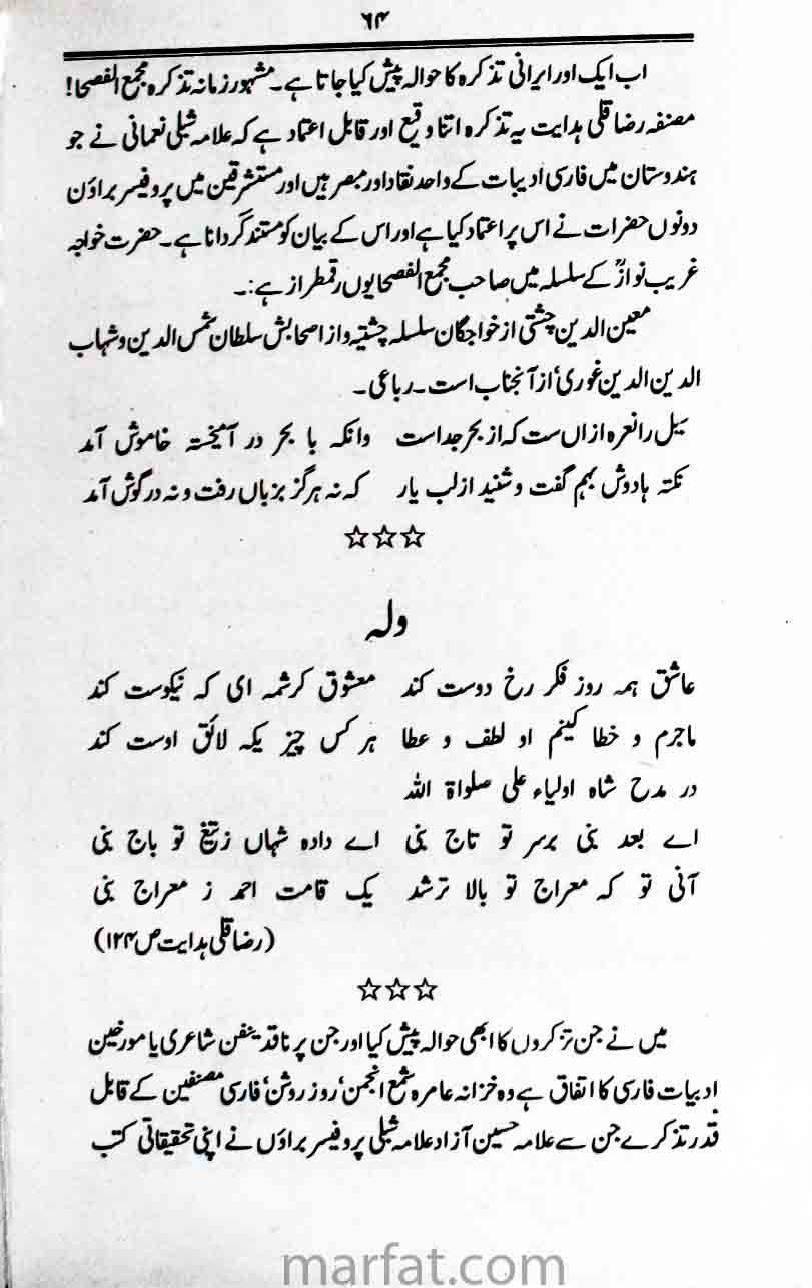 ۶۴
اب ایک اور ایرانی تذکرہ کا حوالہ پیش کیا جاتا ہے۔ مشہور زمانہ تذکرہ مجمع الفصحا!
مصنفہ رضا قلی ہدایت یہ تذکرہ اتنا وقیع اور قابل اعتماد ہے کہ علامہ شبلی نعمانی نے جو
ہندوستان میں فارسی ادبیات کے واحد نقاد اور مبصر ہیں اور مستشرقین میں پروفیسر براؤن
دونوں حضرات نے اس پر اعتماد کیا ہے اور اس کے بیان کو مستند گردانا ہے۔ حضرت خواجہ
غریب نوازؒ کے سلسلہ میں صاحب مجمع الفصحا یوں رقمطراز ہے:۔
معین الدین چشتی از خواجگان سلسلہ چشتیہ و از اصحابش سلطان شمس الدین و شہاب
الدین الدین غوری از آنجناب است۔ رباعی۔
سیل را نعرہ ازاں ست کہ از بحر جداست وانکہ با بحر در آمیختہ خاموش آمد
نکتہ ہا دوش بہم گفت و شنید از لب یار کہ نہ ہرگز بزباں رفت و نہ در گوش آمد
☆☆☆
ولہ
عاشق ہمہ روز فکر رخ دوست کند معشوق کرشمہ ای کہ نیکوست کند
ماجرم و خطا کنیم او لطف و عطا ہر کس چیز یکہ لائق اوست کند
در مدح شاہ اولیاء علی صلواۃ اللہ
اے بعد نبی برسر تو تاج نبی اے دادہ شہاں زتیغ تو باج نبی
آنی تو کہ معراج تو بالا ترشد یک قامت احمد ز معراج نبی
(رضا قلی ہدایت ص ۱۲۴)
☆☆☆
میں نے جن تزکروں کا ابھی حوالہ پیش کیا اور جن پر ناقدینفن شاعری یا مورخین
ادبیات فارسی کا اتفاق ہے وہ خزانہ عامرہ شمع انجمن، روز روشن، فارسی مصنفین کے قابل
قدر تذکرے جن سے علامہ حسین آزاد علامہ شبلی پروفیسر براؤں نے اپنی تحقیقاتی کتب
marfat.com